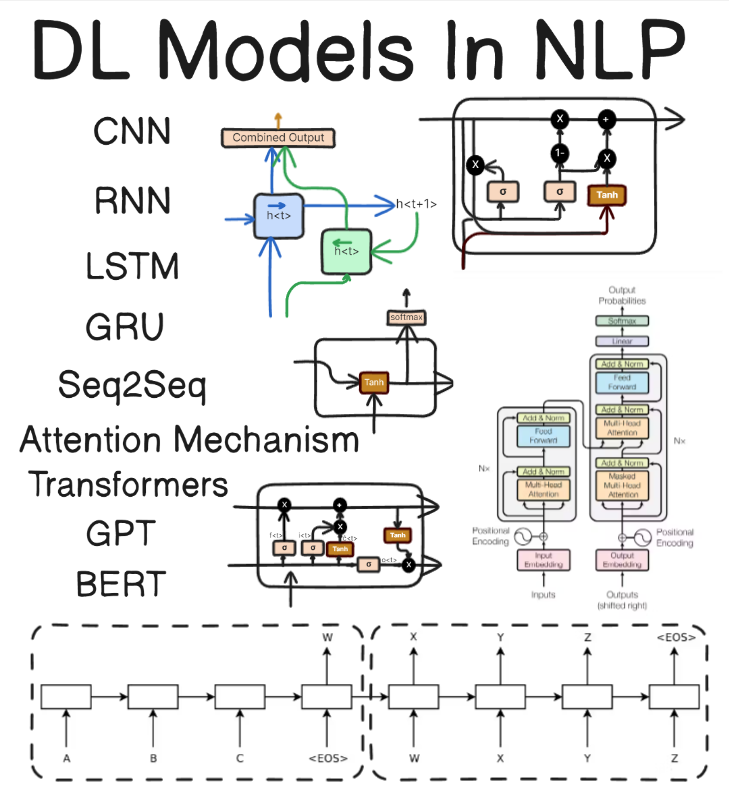 DL Models In NLP
CNN
RNN
LSTM
GRU
Seq2Seq
Attention Mechanism
Transformers
GPT
BERT
Combined Output
h<t>
h<t+1>
h<t>
X
+
1-
X
X
σ
σ
Tanh
softmax
Tanh
X
+
X
f<t>
i<t>
c<t>
Tanh
σ
σ
Tanh
σ
o<t>
X
Output
Probabilities
Softmax
Linear
Add & Norm
Feed
Forward
Add & Norm
Multi-Head
Attention
Nx
Add & Norm
Masked
Multi-Head
Attention
Add & Norm
Feed
Forward
Nx
Add & Norm
Multi-Head
Attention
Positional
Encoding
Positional
Encoding
Input
Embedding
Output
Embedding
Inputs
Outputs
(shifted right)
W X Y Z <EOS>
A B C <EOS> W X Y Z